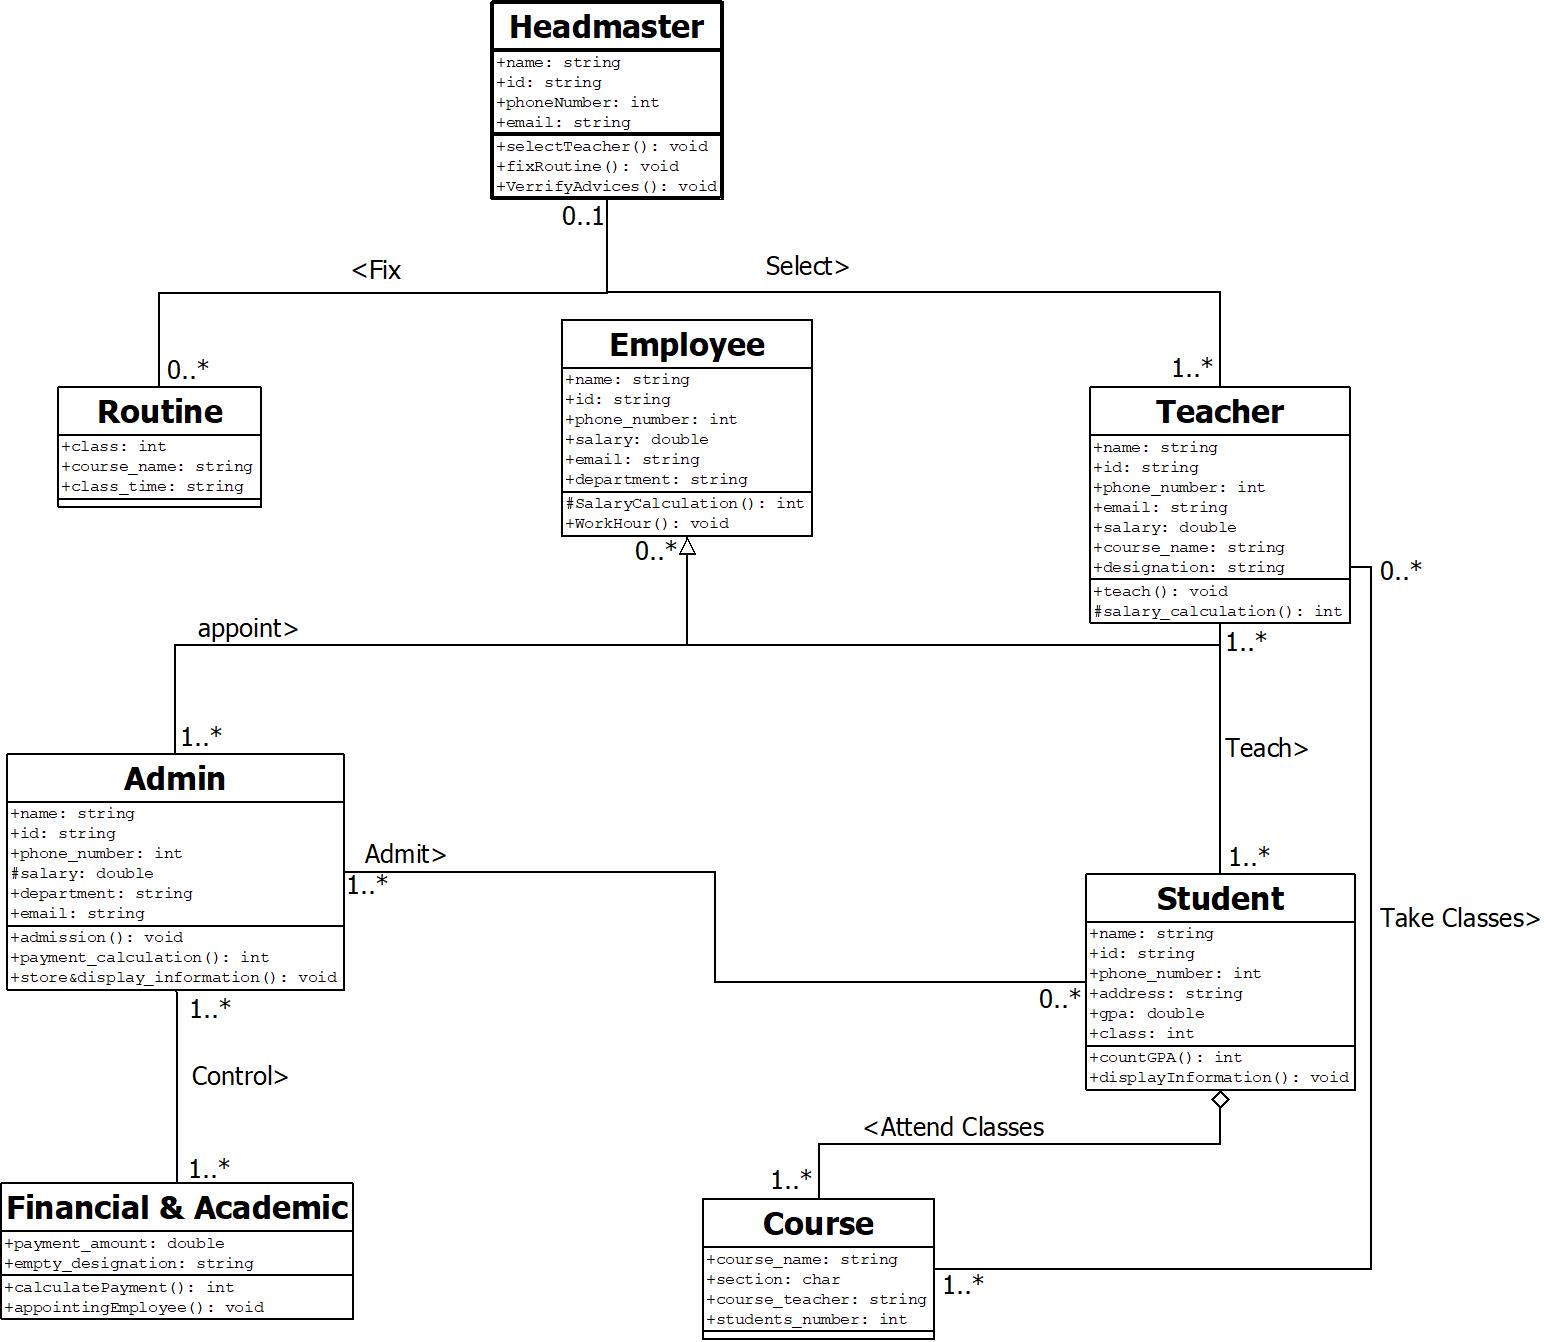 Headmaster
+name: string
+id: string
+phoneNumber: int
+email: string
+selectTeacher(): void
+fixRoutine(): void
+VerrifyAdvices(): void
0..1
<Fix
Select>
0..*
1..*
Routine
+class: int
+course_name: string
+class_time: string
Employee
+name: string
+id: string
+phone_number: int
+salary: double
+email: string
+department: string
#SalaryCalculation(): int
+WorkHour(): void
0..*
Teacher
+name: string
+id: string
+phone_number: int
+email: string
+salary: double
+course_name: string
+designation: string
+teach(): void
#salary_calculation(): int
0..*
1..*
appoint>
1..*
Teach>
1..*
Admin
+name: string
+id: string
+phone_number: int
#salary: double
+department: string
+email: string
+admission(): void
+payment_calculation(): int
+store&display_information(): void
Admit>
1..*
0..*
Student
+name: string
+id: string
+phone_number: int
+address: string
+gpa: double
+class: int
+countGPA(): int
+displayInformation(): void
Take Classes>
1..*
Control>
1..*
<Attend Classes
1..*
Financial & Academic
+payment_amount: double
+empty_designation: string
+calculatePayment(): int
+appointingEmployee(): void
Course
+course_name: string
+section: char
+course_teacher: string
+students_number: int
1..*